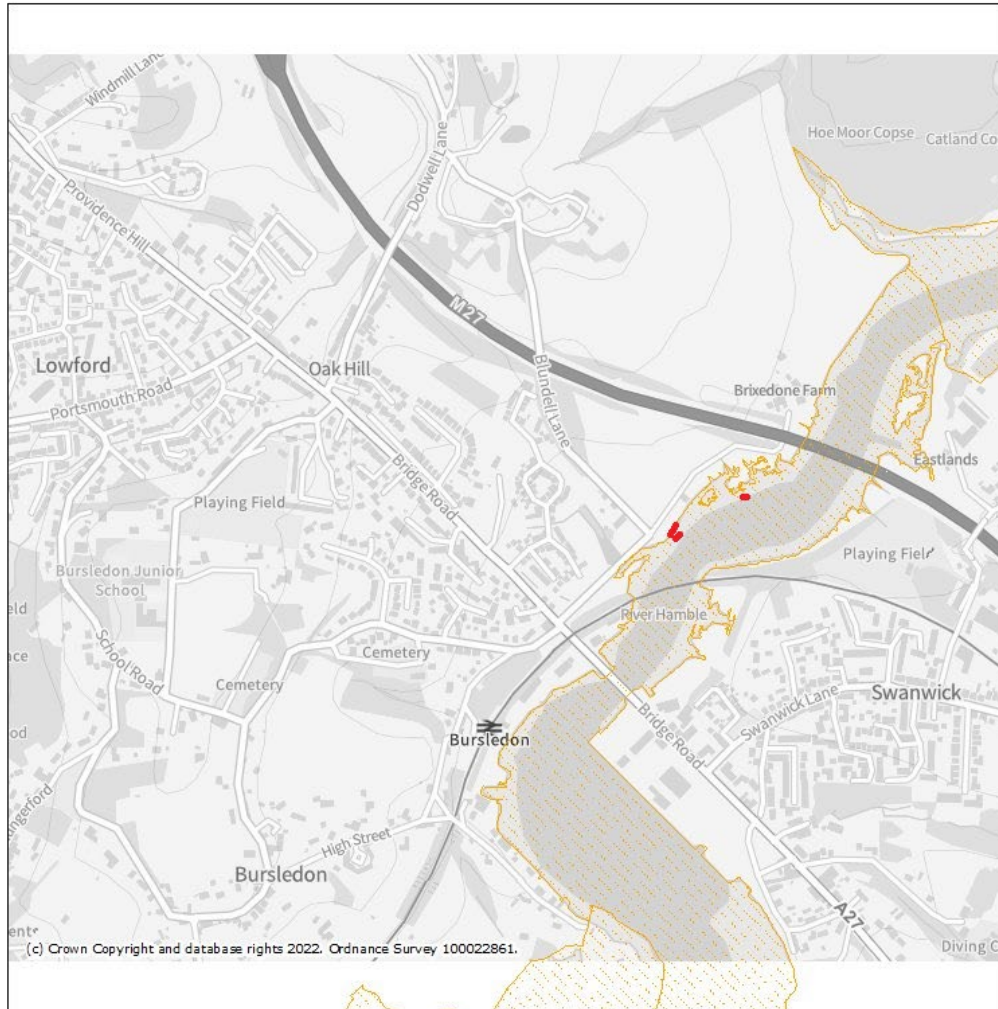 Hoe Moor Copse
Catland Co
Windmill Lane
Dodwell Lane
Providence Hill
M27
Lowford
Oak Hill
Blundell Lane
Brixedone Farm
Portsmouth Road
Bridge Road
Eastlands
Playing Field
Playing Field
Bursledon Junior
School
River Hamble
School Road
Cemetery
Cemetery
Swanwick Lane
Swanwick
Bursledon
Bridge Road
High Street
Bursledon
A27
Diving C
(c) Crown Copyright and database rights 2022. Ordnance Survey 100022861.